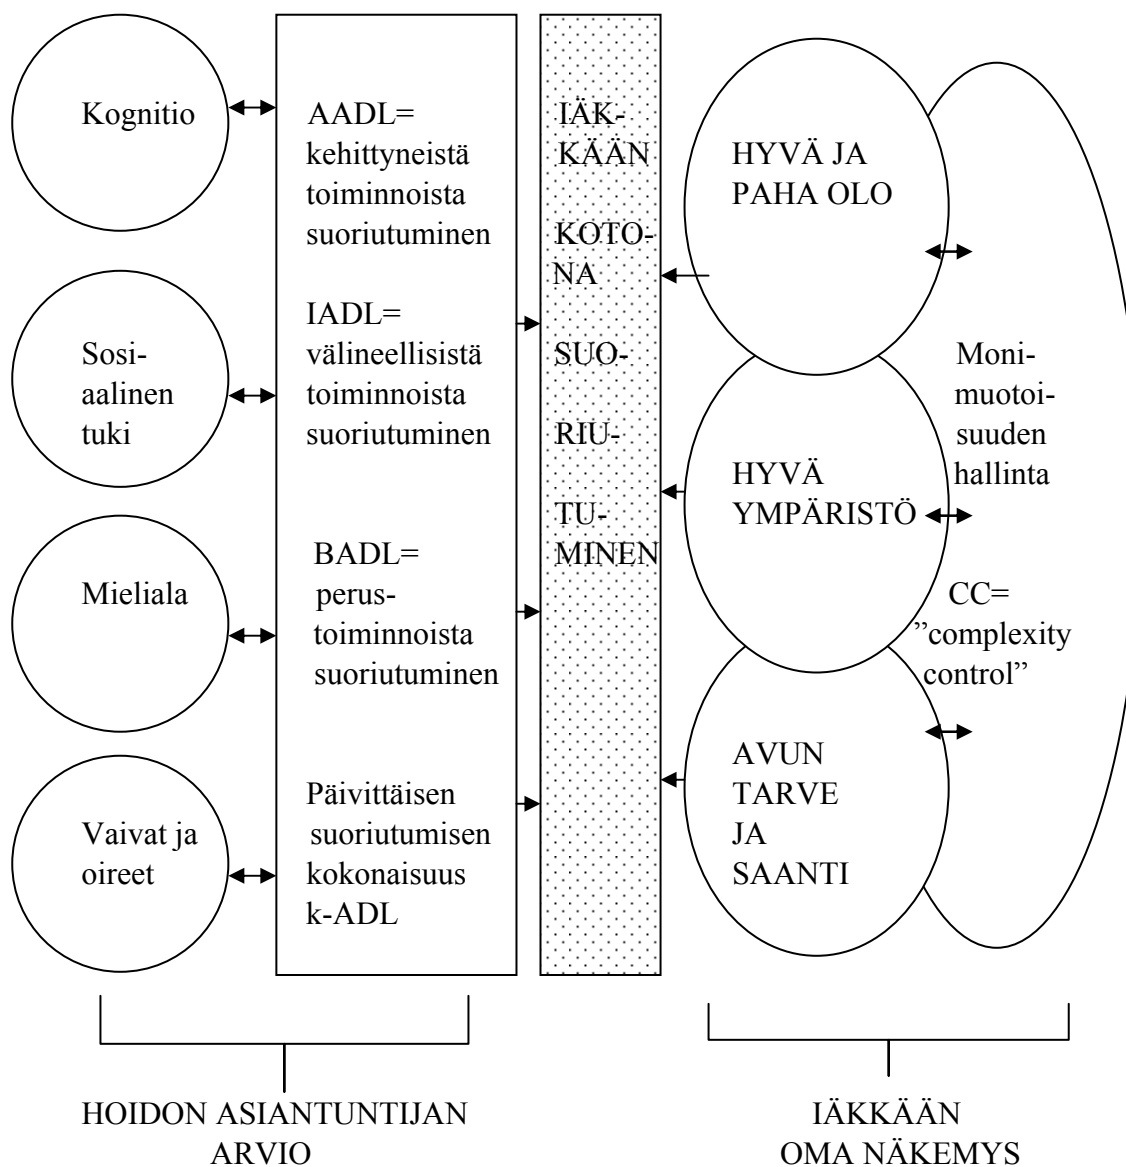 Kognitio
Sosi-
aalinen
tuki
Mieliala
Vaivat ja
oireet
AADL=
kehittyneistä
toiminnoista
suoriutuminen
IADL=
välineellisistä
toiminnoista
suoriutuminen
BADL=
perus-
toiminnoista
suoriutuminen
Päivittäisen
suoriutumisen
kokonaisuus
k-ADL
IÄK-
KÄÄN
KOTO-
NA
SUO-
RIU-
TU-
MINEN
HYVÄ JA
PAHA OLO
HYVÄ
YMPÄRISTÖ
AVUN
TARVE
JA
SAANTI
Moni-
muotoi-
suuden
hallinta
CC=
”complexity
control”
HOIDON ASIANTUNTIJAN
ARVIO
IÄKKÄÄN
OMA NÄKEMYS